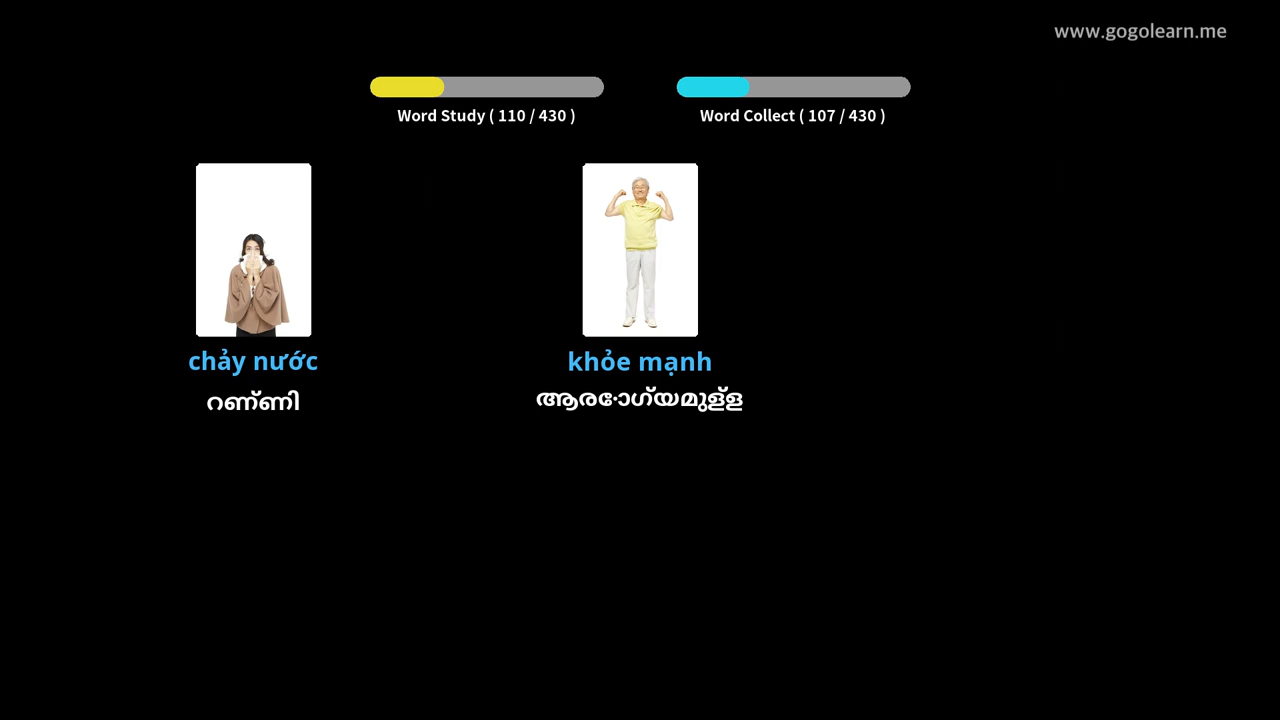 www.gogolearn.me
Word Study ( 110 / 430 )
Word Collect ( 107 / 430 )
chảy nước
khỏe mạnh
റണ്ണി
ആരോഗ്യമുള്ള